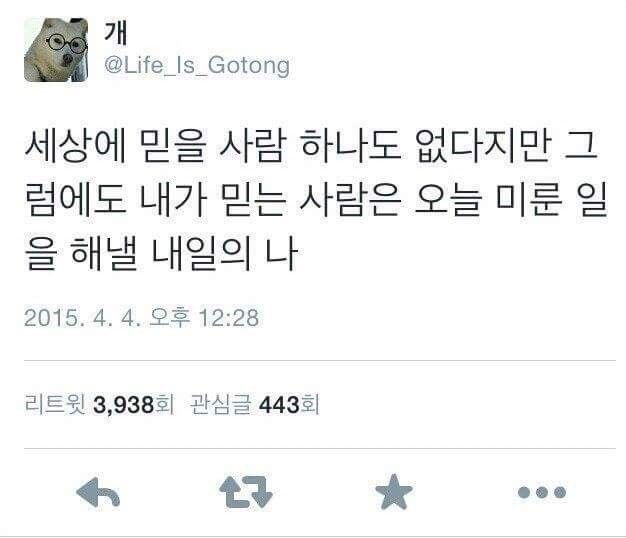 개
@Life_Is_Gotong
세상에 믿을 사람 하나도 없다지만 그
럼에도 내가 믿는 사람은 오늘 미룬 일
을 해낼 내일의 나
2015. 4. 4. 오후 12:28
리트윗 3,938회 관심글 443회